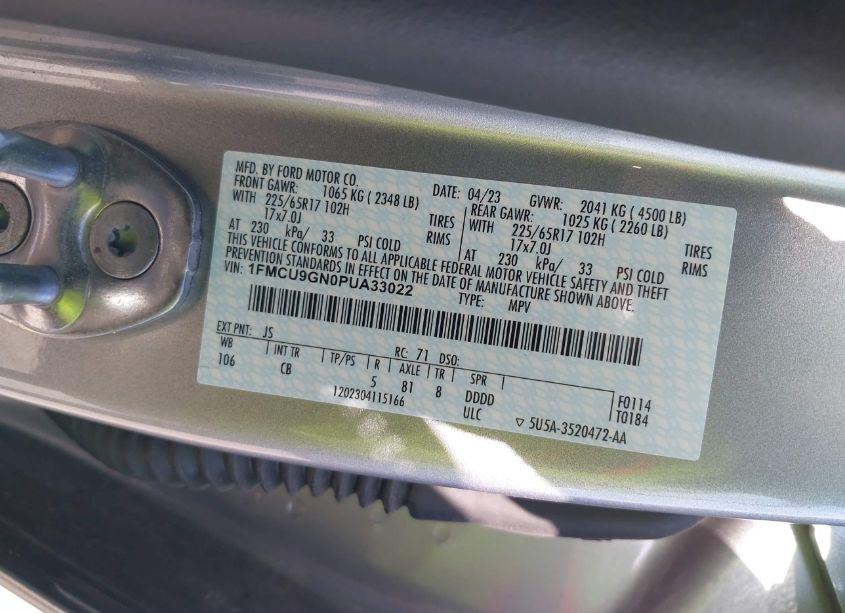 MFD. BY FORD MOTOR CO.
DATE: 04/23 GVWR: 2041 KG ( 4500 LB)
FRONT GAWR: 1065 KG ( 2348 LB) REAR GAWR: 1025 KG ( 2260 LB)
WITH 225/65R17 102H TIRES WITH 225/65R17 102H TIRES
17x7.0J RIMS 17x7.0J RIMS
AT 230 kPa/ 33 PSI COLD AT 230 kPa/ 33 PSI COLD
THIS VEHICLE CONFORMS TO ALL APPLICABLE FEDERAL MOTOR VEHICLE SAFETY AND THEFT
PREVENTION STANDARDS IN EFFECT ON THE DATE OF MANUFACTURE SHOWN ABOVE.
VIN: 1FMCU9GN0PUA33022 TYPE: MPV
EXT PNT: JS RC: 71 DSO:
WB INT TR TP/PS R AXLE TR SPR
106 CB 5 81 8 DDDD F0114
1202304115166 ULC T0184
5U5A-3520472-AA